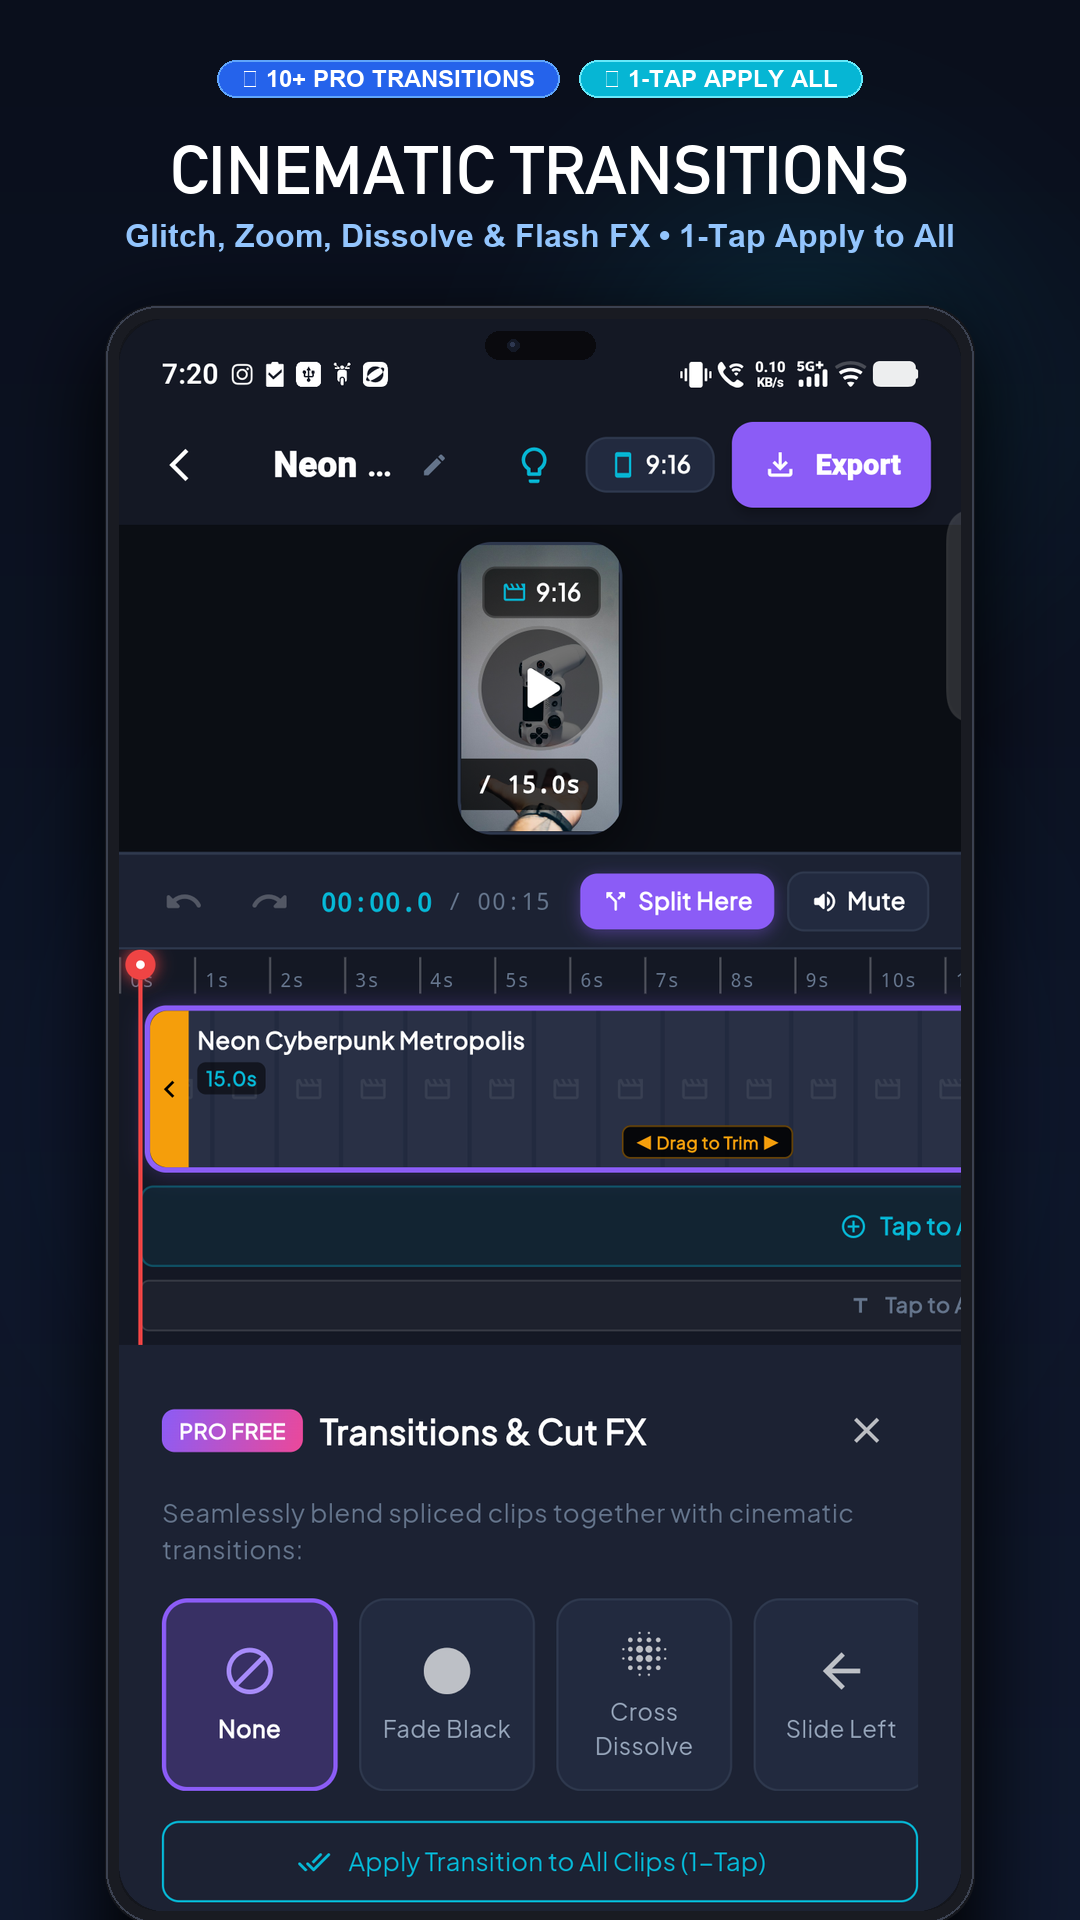 10+ PRO TRANSITIONS
1-TAP APPLY ALL
CINEMATIC TRANSITIONS
Glitch, Zoom, Dissolve & Flash FX • 1-Tap Apply to All
7:20
0.10 KB/s
5G+
Neon ...
9:16
Export
9:16
/ 15.0s
00:00.0 / 00:15
Split Here
Mute
0s 1s 2s 3s 4s 5s 6s 7s 8s 9s 10s
Neon Cyberpunk Metropolis
15.0s
◀ Drag to Trim ▶
Tap to
T Tap to
PRO FREE
Transitions & Cut FX
Seamlessly blend spliced clips together with cinematic
transitions:
None
Fade Black
Cross
Dissolve
Slide Left
Apply Transition to All Clips (1-Tap)